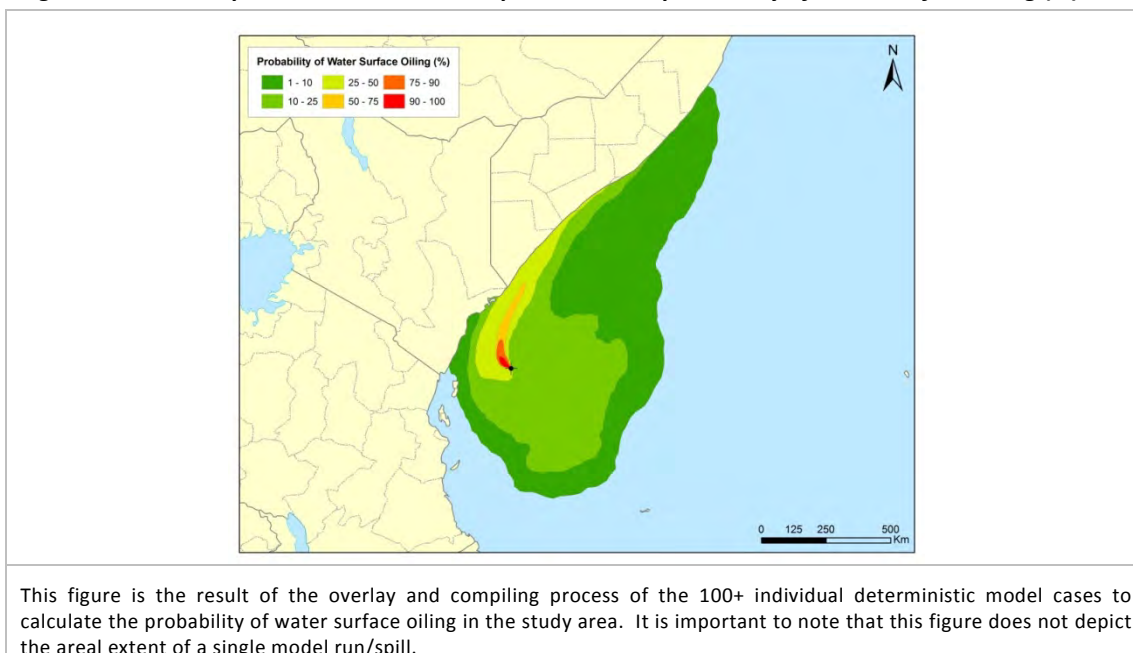 Probability of Water Surface Oiling (%)
1 - 10 25 - 50 75 - 90
10 - 25 50 - 75 90 - 100
N
0 125 250 500
Km
This figure is the result of the overlay and compiling process of the 100+ individual deterministic model cases to
calculate the probability of water surface oiling in the study area. It is important to note that this figure does not depict
the areal extent of a single model run/spill.